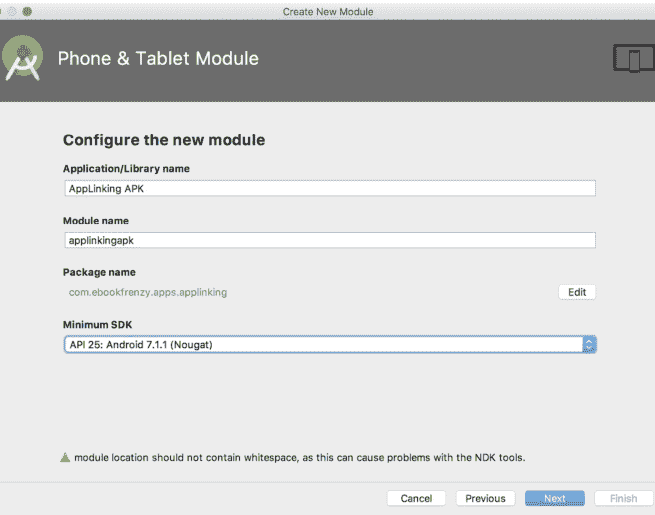 Create New Module
Phone & Tablet Module
Configure the new module
Application/Library name
AppLinking APK
Module name
applinkingapk
Package name
com.ebookfrenzy.apps.applinking
Edit
Minimum SDK
API 25: Android 7.1.1 (Nougat)
module location should not contain whitespace, as this can cause problems with the NDK tools.
Cancel
Previous
Next
Finish